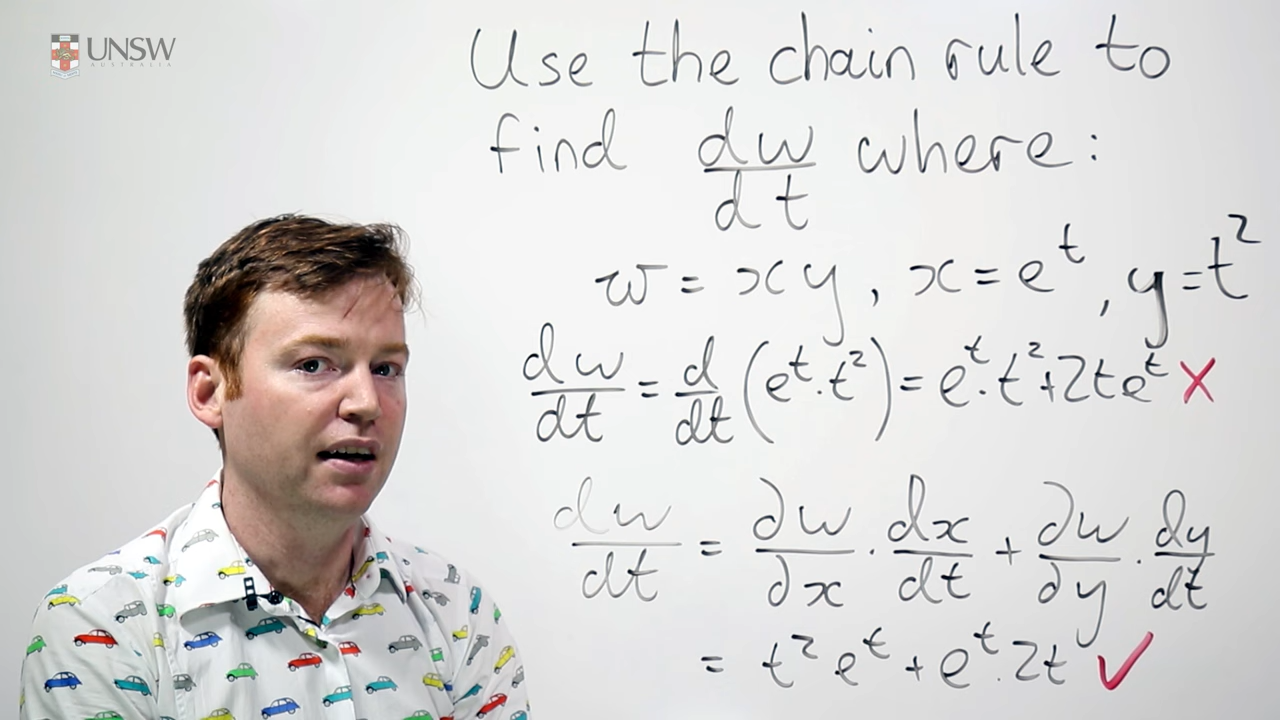 UNSW
AUSTRALIA
Use the chain rule to
find dw/dt where:
w = xy, x = e^t, y = t^2
dw/dt = d/dt (e^t · t^2) = e^t · t^2 + 2te^t ✗
dw/dt = ∂w/∂x · dx/dt + ∂w/∂y · dy/dt
= t^2 e^t + e^t · 2t ✓